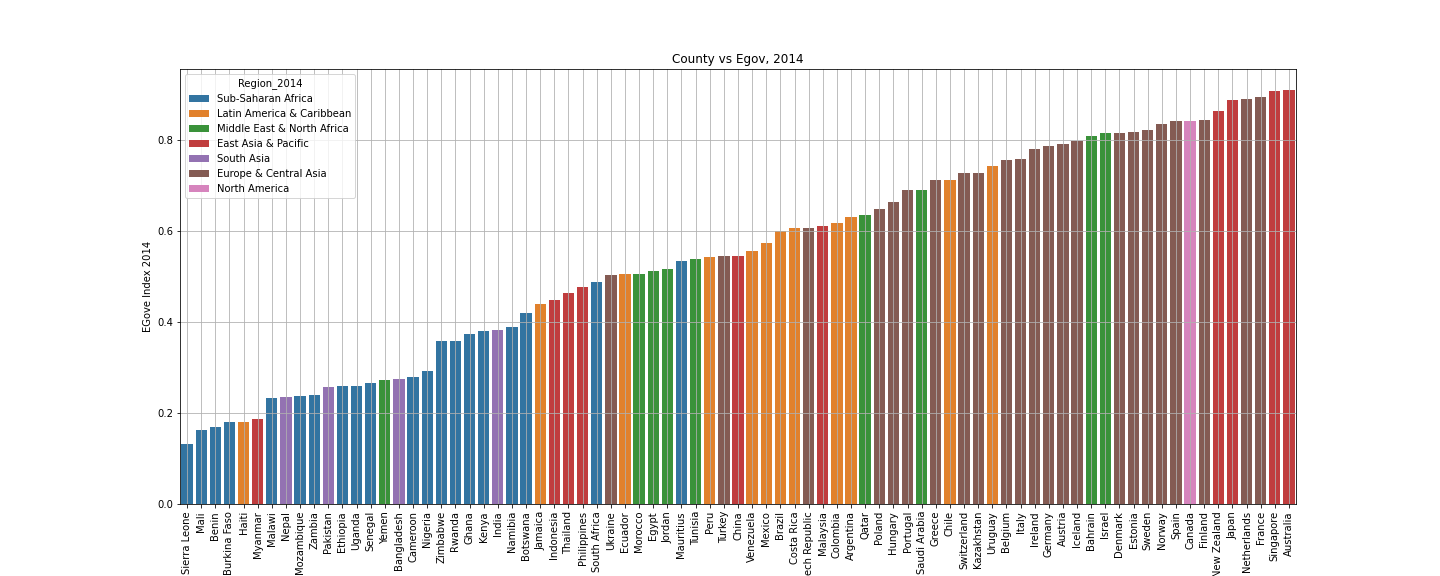 County vs Egov, 2014
Region_2014
Sub-Saharan Africa
Latin America & Caribbean
Middle East & North Africa
East Asia & Pacific
South Asia
Europe & Central Asia
North America
EGove Index 2014
0.8
0.6
0.4
0.2
0.0
Sierra Leone
Mali
Benin
Burkina Faso
Haiti
Myanmar
Malawi
Nepal
Mozambique
Zambia
Pakistan
Ethiopia
Uganda
Senegal
Yemen
Bangladesh
Cameroon
Nigeria
Zimbabwe
Rwanda
Ghana
Kenya
India
Namibia
Botswana
Jamaica
Indonesia
Thailand
Philippines
South Africa
Ukraine
Ecuador
Morocco
Egypt
Jordan
Mauritius
Tunisia
Peru
Turkey
China
Venezuela
Mexico
Brazil
Costa Rica
ech Republic
Malaysia
Colombia
Argentina
Qatar
Poland
Hungary
Portugal
Saudi Arabia
Greece
Chile
Switzerland
Kazakhstan
Uruguay
Belgium
Italy
Ireland
Germany
Austria
Iceland
Bahrain
Israel
Denmark
Estonia
Sweden
Norway
Spain
Canada
Finland
New Zealand
Japan
Netherlands
France
Singapore
Australia